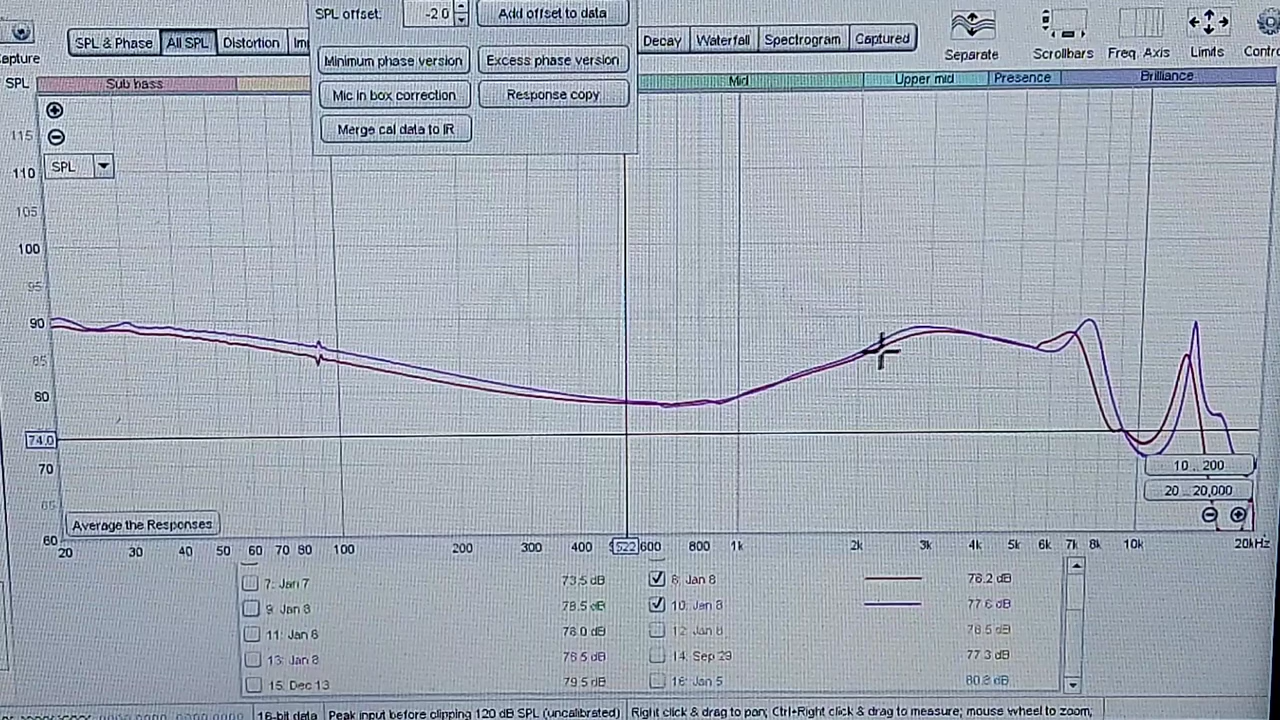 SPL offset: -2.0 Add offset to data
apture SPL & Phase All SPL Distortion Im Decay Waterfall Spectrogram Captured Separate Scrollbars Freq. Axis Limits Contro
Minimum phase version Excess phase version
SPL Sub bass Mid Upper mid Presence Brilliance
Mic in box correction Response copy
Merge cal data to IR
115
SPL
110
105
100
95
90
85
80
74.0
70
10 .. 200
65
20 .. 20,000
Average the Responses
60
20 30 40 50 60 70 80 100 200 300 400 522 600 800 1k 2k 3k 4k 5k 6k 7k 8k 10k 20kHz
7: Jan 7 73.5 dB 8: Jan 8 76.2 dB
9: Jan 8 78.5 dB 10: Jan 8 77.6 dB
11: Jan 8 78.0 dB 12: Jan 8 78.5 dB
13: Jan 8 78.5 dB 14: Sep 29 77.3 dB
15: Dec 13 79.5 dB 16: Jan 5 80.8 dB
16-bit data Peak input before clipping 120 dB SPL (uncalibrated) Right click & drag to pan; Ctrl+Right click & drag to measure; mouse wheel to zoom;